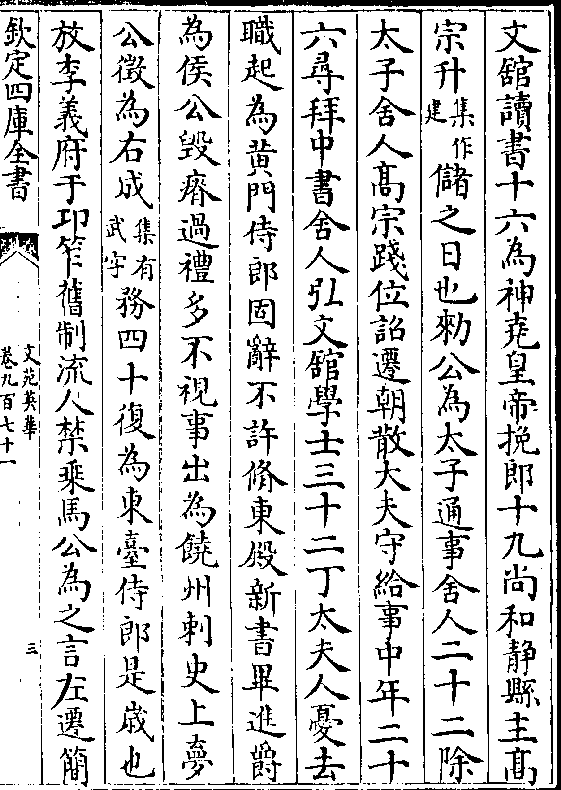 文舘讀書十六為神堯皇帝挽郎十九尚和静縣主髙
宗升集作建儲之日也勑公為太子通事舍人二十二除
太子舍人髙宗踐位詔遷朝散大夫守給事中年二十
六尋拜中書舍人弘文舘學士三十二丁太夫人憂去
職起為黄門侍郎固辭不許修東殿新書畢進爵
為侯公毀瘠過禮多不視事出為饒州刺史上夢
公徵為右成集有武字務四十復為東臺侍郎是歳也
放李義府于卭笮舊制流人禁乘馬公為之言左遷簡
欽定四庫全書
文苑英華
卷九百七十一
三